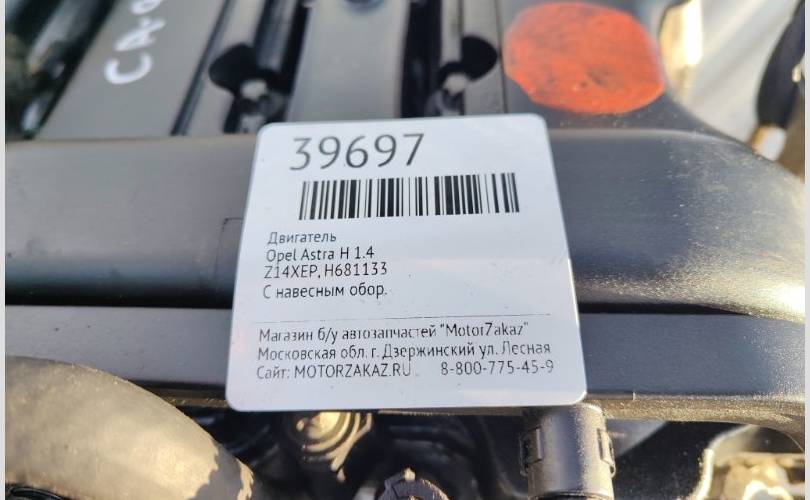 39697
Двигатель
Opel Astra H 1.4
Z14XEP, H681133
С навесным обор.
Магазин б/у автозапчастей "MotorZakaz"
Московская обл. г. Дзержинский ул. Лесная
Сайт: MOTORZAKAZ.RU 8-800-775-45-9